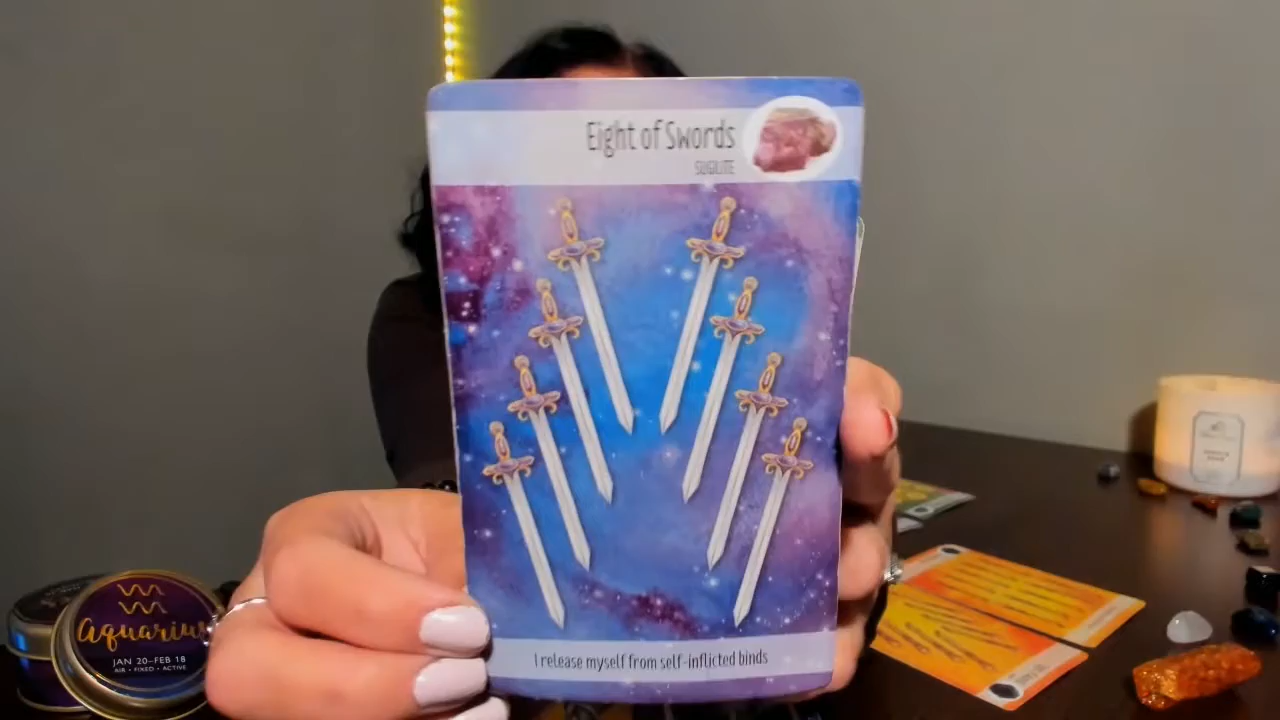 Eight of Swords
SUGILITE
I release myself from self-inflicted binds
Aquarius
JAN 20–FEB 18
AIR • FIXED • ACTIVE